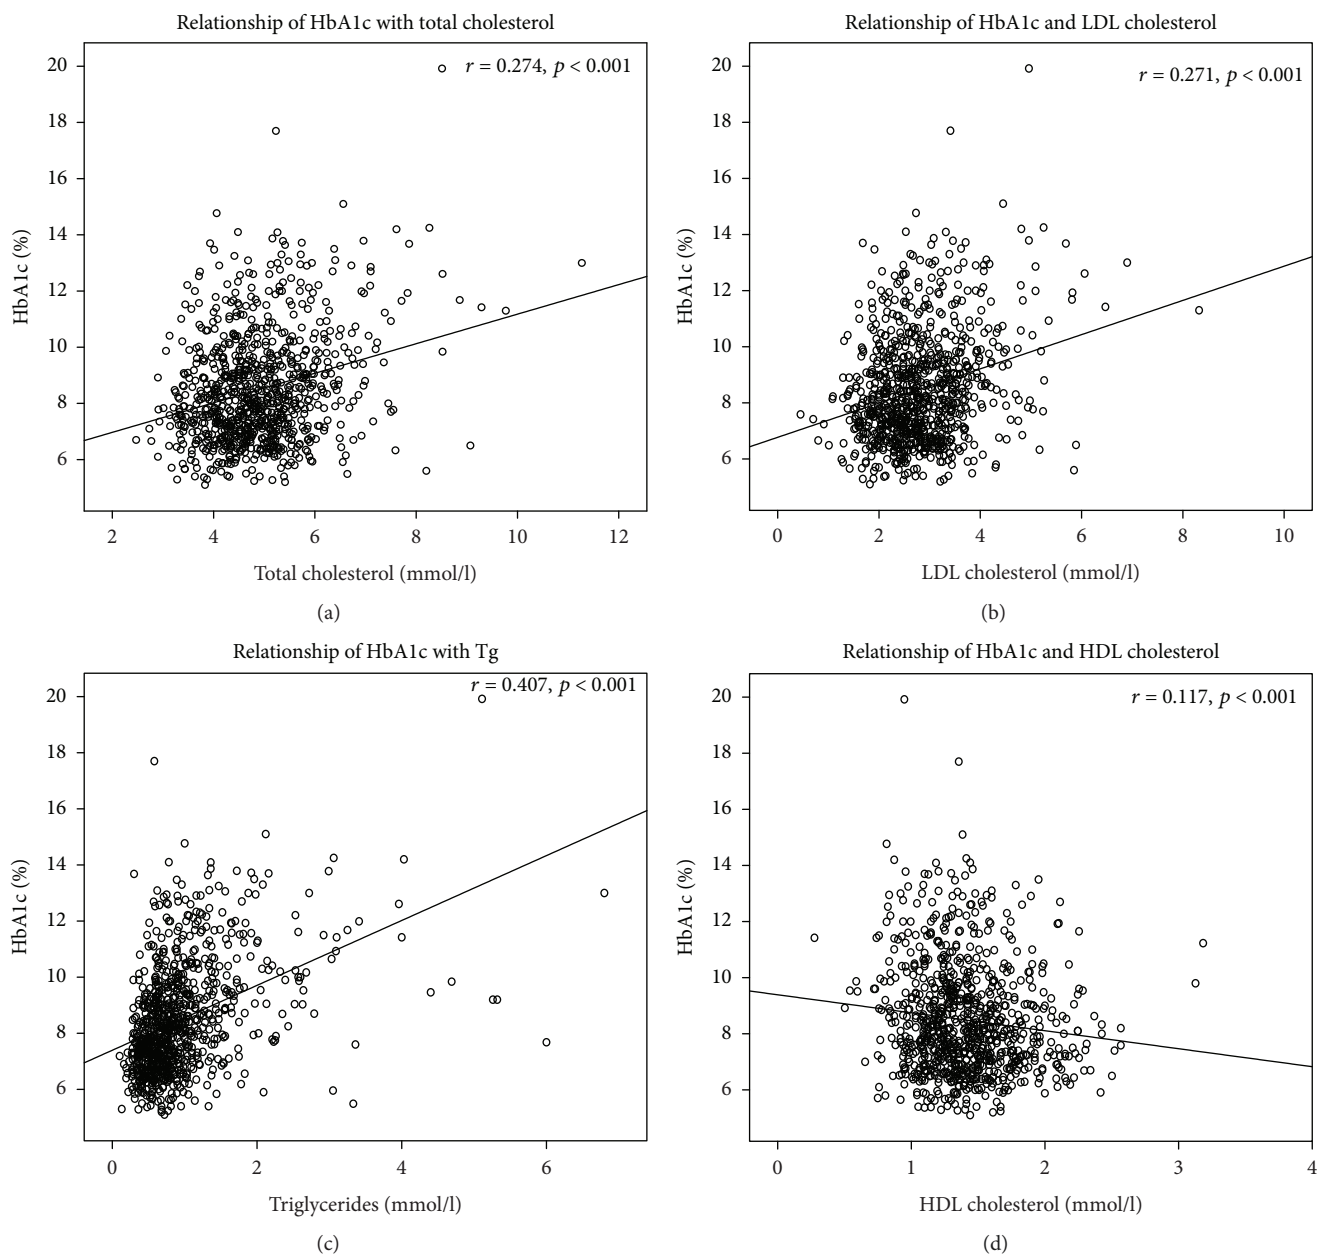 Relationship of HbA1c with total cholesterol
r = 0.274, p < 0.001
20
18
16
14
12
10
8
6
HbA1c (%)
2 4 6 8 10 12
Total cholesterol (mmol/l)
(a)
Relationship of HbA1c and LDL cholesterol
r = 0.271, p < 0.001
20
18
16
14
12
10
8
6
HbA1c (%)
0 2 4 6 8 10
LDL cholesterol (mmol/l)
(b)
Relationship of HbA1c with Tg
r = 0.407, p < 0.001
20
18
16
14
12
10
8
6
HbA1c (%)
0 2 4 6
Triglycerides (mmol/l)
(c)
Relationship of HbA1c and HDL cholesterol
r = 0.117, p < 0.001
20
18
16
14
12
10
8
6
HbA1c (%)
0 1 2 3 4
HDL cholesterol (mmol/l)
(d)